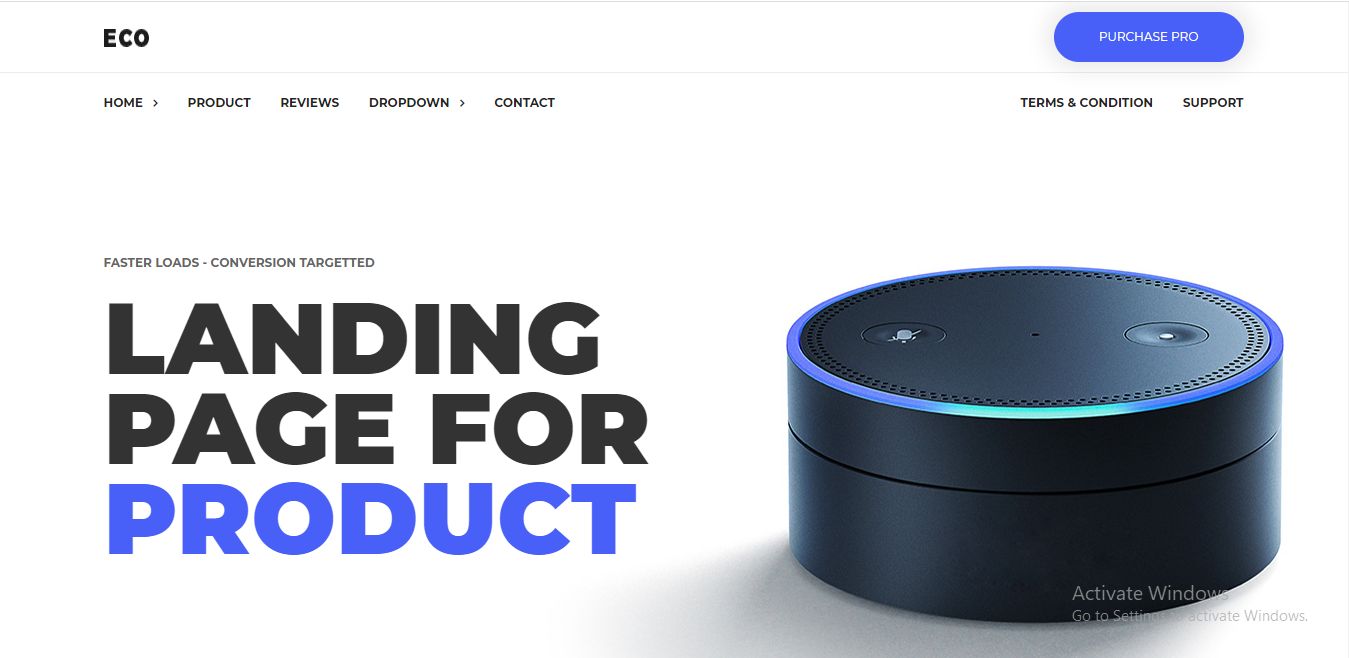 ECO
PURCHASE PRO
HOME PRODUCT REVIEWS DROPDOWN CONTACT TERMS & CONDITION SUPPORT
FASTER LOADS - CONVERSION TARGETTED
LANDING
PAGE FOR
PRODUCT
Activate Windows
Go to Settings to activate Windows.